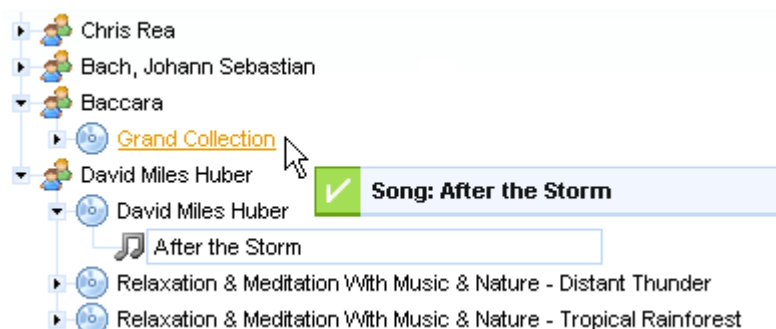 Chris Rea
Bach, Johann Sebastian
Baccara
Grand Collection
David Miles Huber
Song: After the Storm
David Miles Huber
After the Storm
Relaxation & Meditation With Music & Nature - Distant Thunder
Relaxation & Meditation With Music & Nature - Tropical Rainforest